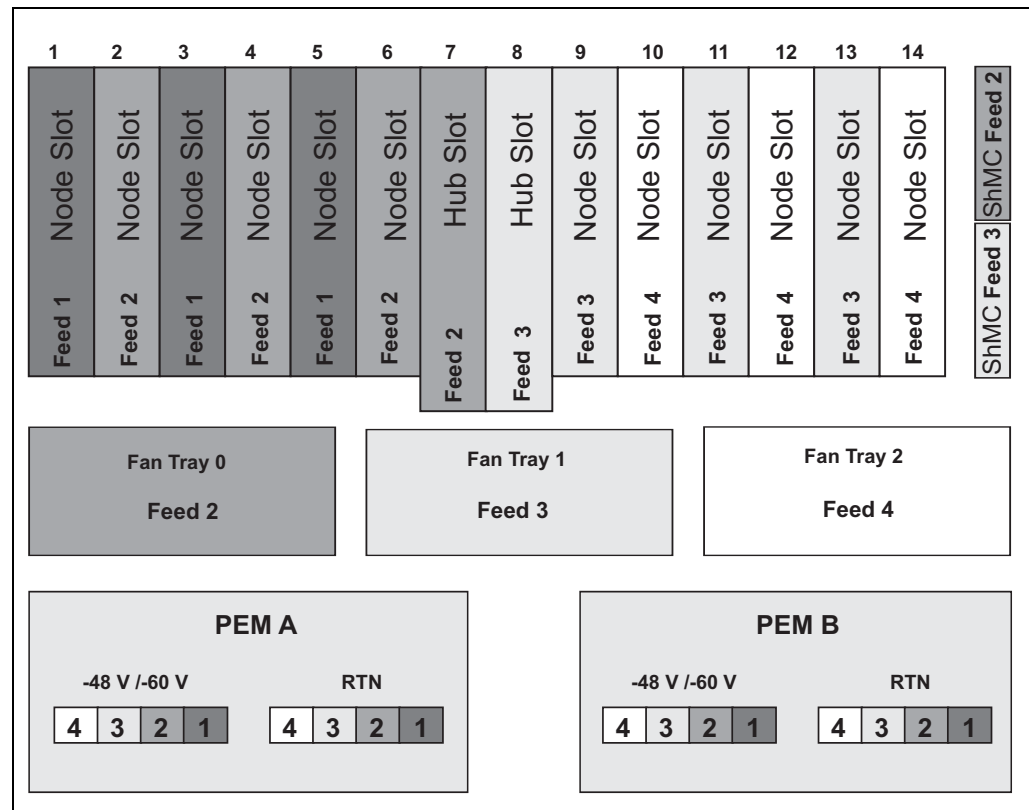 1 2 3 4 5 6 7 8 9 10 11 12 13 14
Node Slot Feed 1
Node Slot Feed 2
Node Slot Feed 1
Node Slot Feed 2
Node Slot Feed 1
Node Slot Feed 2
Hub Slot Feed 2
Hub Slot Feed 3
Node Slot Feed 3
Node Slot Feed 4
Node Slot Feed 3
Node Slot Feed 4
Node Slot Feed 3
Node Slot Feed 4
ShMC Feed 2
ShMC Feed 3
Fan Tray 0
Feed 2
Fan Tray 1
Feed 3
Fan Tray 2
Feed 4
PEM A
-48 V /-60 V RTN
4 3 2 1 4 3 2 1
PEM B
-48 V /-60 V RTN
4 3 2 1 4 3 2 1